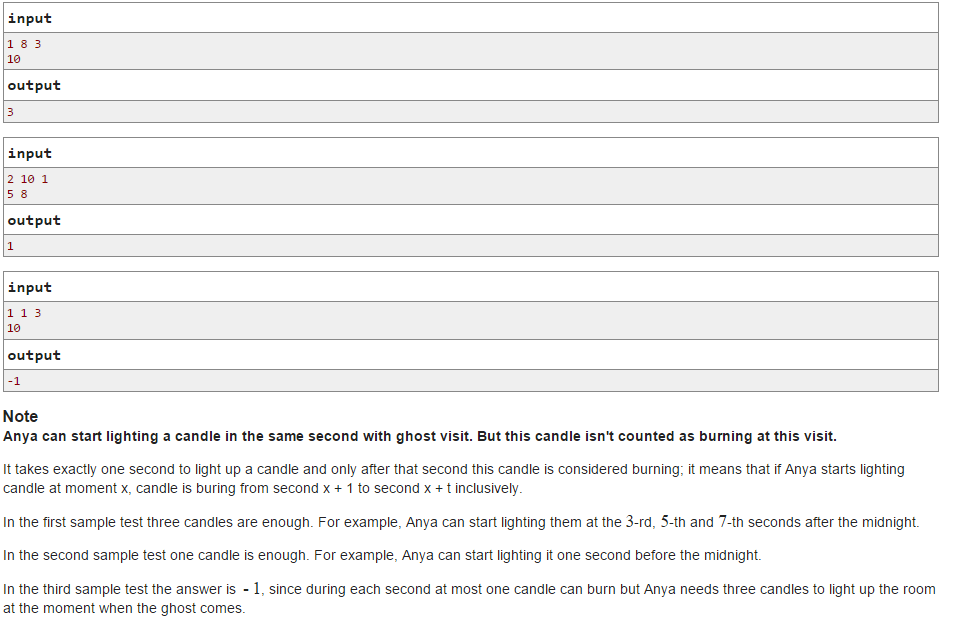 input
1 8 3
10
output
3
input
2 10 1
5 8
output
1
input
1 1 3
10
output
-1
Note
Anya can start lighting a candle in the same second with ghost visit. But this candle isn't counted as burning at this visit.
It takes exactly one second to light up a candle and only after that second this candle is considered burning; it means that if Anya starts lighting
candle at moment x, candle is buring from second x + 1 to second x + t inclusively.
In the first sample test three candles are enough. For example, Anya can start lighting them at the 3-rd, 5-th and 7-th seconds after the midnight.
In the second sample test one candle is enough. For example, Anya can start lighting it one second before the midnight.
In the third sample test the answer is - 1, since during each second at most one candle can burn but Anya needs three candles to light up the room
at the moment when the ghost comes.